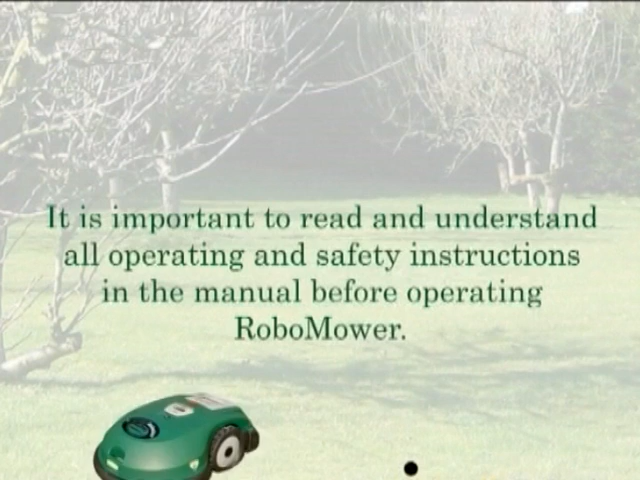 It is important to read and understand
all operating and safety instructions
in the manual before operating
RoboMower.